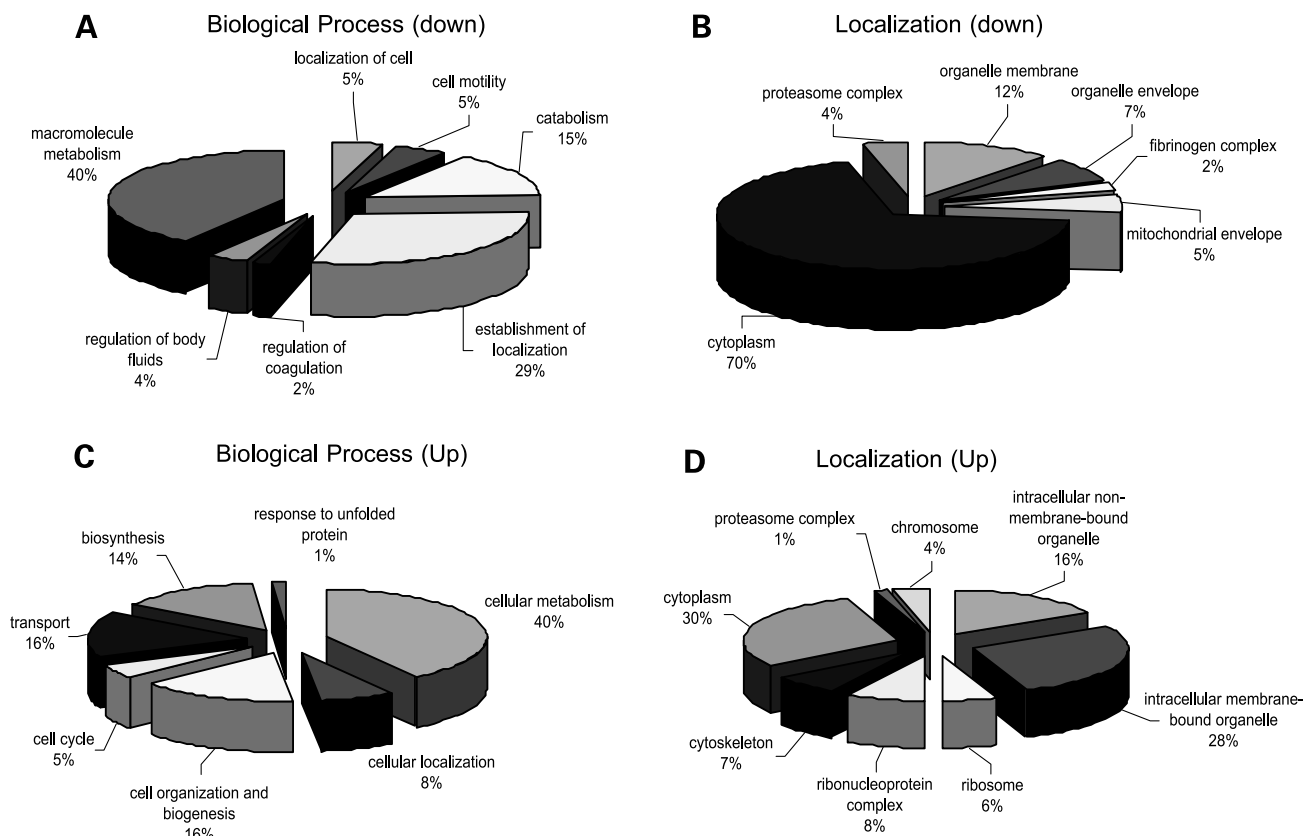 A
Biological Process (down)
localization of cell
5%
cell motility
5%
catabolism
15%
macromolecule
metabolism
40%
establishment of
localization
29%
regulation of
coagulation
2%
regulation of body
fluids
4%
B
Localization (down)
proteasome complex
4%
organelle membrane
12%
organelle envelope
7%
fibrinogen complex
2%
mitochondrial envelope
5%
cytoplasm
70%
C
Biological Process (Up)
response to unfolded
protein
1%
biosynthesis
14%
cellular metabolism
40%
transport
16%
cell cycle
5%
cellular localization
8%
cell organization and
biogenesis
16%
D
Localization (Up)
proteasome complex
1%
chromosome
4%
intracellular non-
membrane-bound
organelle
16%
cytoplasm
30%
intracellular membrane-
bound organelle
28%
cytoskeleton
7%
ribonucleoprotein
complex
8%
ribosome
6%